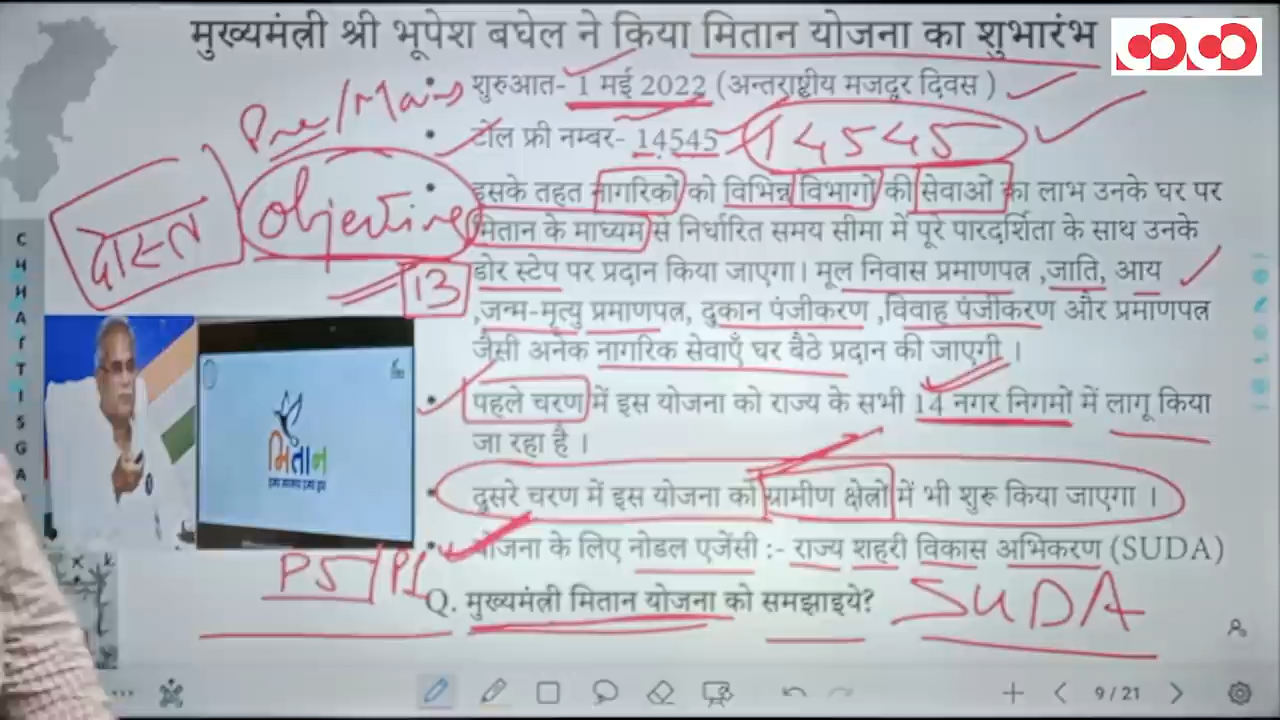 मुख्यमंत्री श्री भूपेश बघेल ने किया मितान योजना का शुभारंभ
Pre/Mains
शुरुआत- 1 मई 2022 (अन्तराष्ट्रीय मजदूर दिवस )
टोल फ्री नम्बर- 14545 14545
दोस्त
objective
इसके तहत नागरिकों को विभिन्न विभागों की सेवाओं का लाभ उनके घर पर
मितान के माध्यम से निर्धारित समय सीमा में पूरे पारदर्शिता के साथ उनके
13
डोर स्टेप पर प्रदान किया जाएगा। मूल निवास प्रमाणपत्र ,जाति, आय
,जन्म-मृत्यु प्रमाणपत्र, दुकान पंजीकरण ,विवाह पंजीकरण और प्रमाणपत्र
जैसी अनेक नागरिक सेवाएँ घर बैठे प्रदान की जाएगी ।
पहले चरण में इस योजना को राज्य के सभी 14 नगर निगमों में लागू किया
जा रहा है ।
मितान
दूसरे चरण में इस योजना को ग्रामीण क्षेत्रों में भी शुरू किया जाएगा ।
योजना के लिए नोडल एजेंसी :- राज्य शहरी विकास अभिकरण (SUDA)
PS/PI
Q. मुख्यमंत्री मितान योजना को समझाइये?
SUDA
9/21